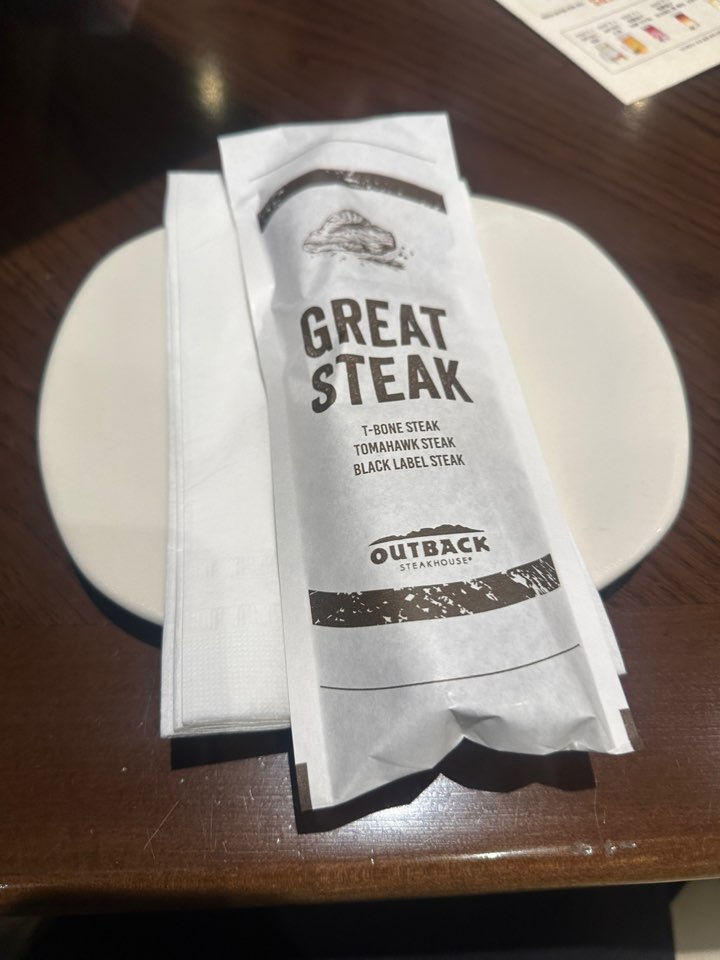 GREAT
STEAK
T-BONE STEAK
TOMAHAWK STEAK
BLACK LABEL STEAK
OUTBACK
STEAKHOUSE®